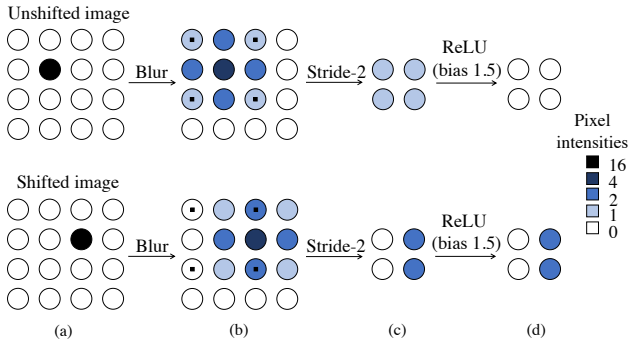 Unshifted image
Blur
Stride-2
ReLU
(bias 1.5)
Pixel
intensities
16
4
2
1
0
Shifted image
Blur
Stride-2
ReLU
(bias 1.5)
(a)
(b)
(c)
(d)